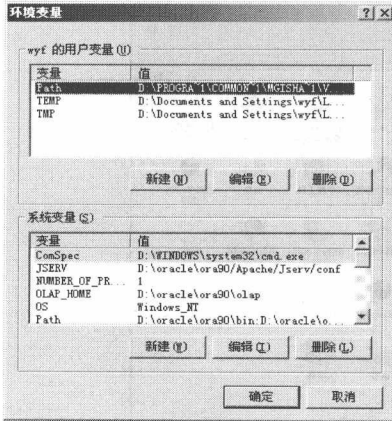 环境变量
wyf 的用户变量(U)
变量 值
Path D:\PROGRA~1\COMMON~1\MGISHA~1\V...
TEMP D:\Documents and Settings\wyf\L...
TMP D:\Documents and Settings\wyf\L...
新建(N) 编辑(E) 删除(D)
系统变量(S)
变量 值
ComSpec D:\WINDOWS\system32\cmd.exe
JSERV D:\oracle\ora90/Apache/Jserv/conf
NUMBER_OF_PR... 1
OLAP_HOME D:\oracle\ora90\olap
OS Windows_NT
Path D:\oracle\ora90\bin;D:\oracle\o...
新建(W) 编辑(I) 删除(L)
确定 取消